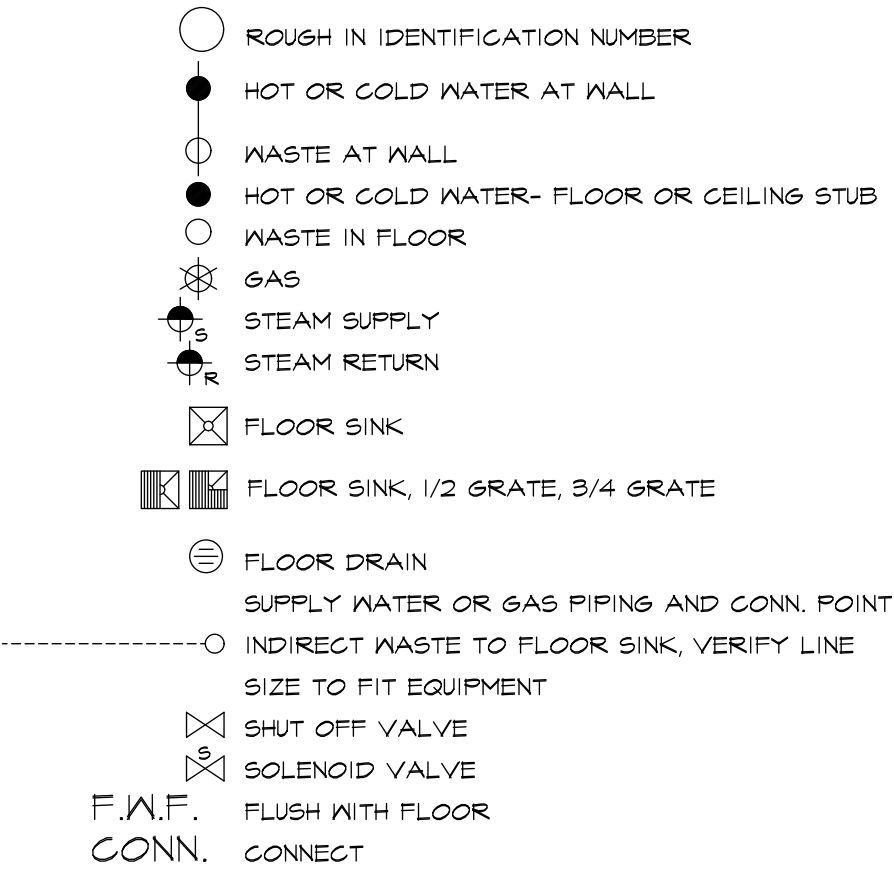 ROUGH IN IDENTIFICATION NUMBER
HOT OR COLD WATER AT WALL
WASTE AT WALL
HOT OR COLD WATER- FLOOR OR CEILING STUB
WASTE IN FLOOR
GAS
S STEAM SUPPLY
R STEAM RETURN
FLOOR SINK
FLOOR SINK, 1/2 GRATE, 3/4 GRATE
FLOOR DRAIN
SUPPLY WATER OR GAS PIPING AND CONN. POINT
INDIRECT WASTE TO FLOOR SINK, VERIFY LINE
SIZE TO FIT EQUIPMENT
SHUT OFF VALVE
S SOLENOID VALVE
F.W.F. FLUSH WITH FLOOR
CONN. CONNECT